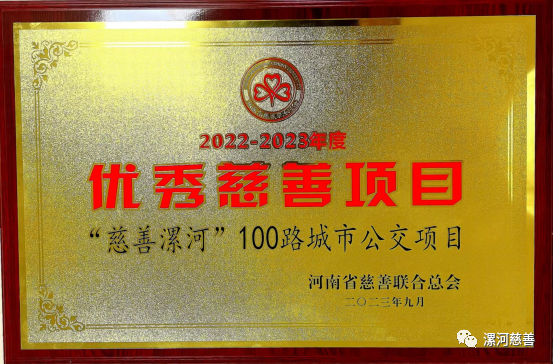 2022-2023年度
优秀慈善项目
“慈善漯河”100路城市公交项目
河南省慈善联合总会
二〇二三年九月
漯河慈善